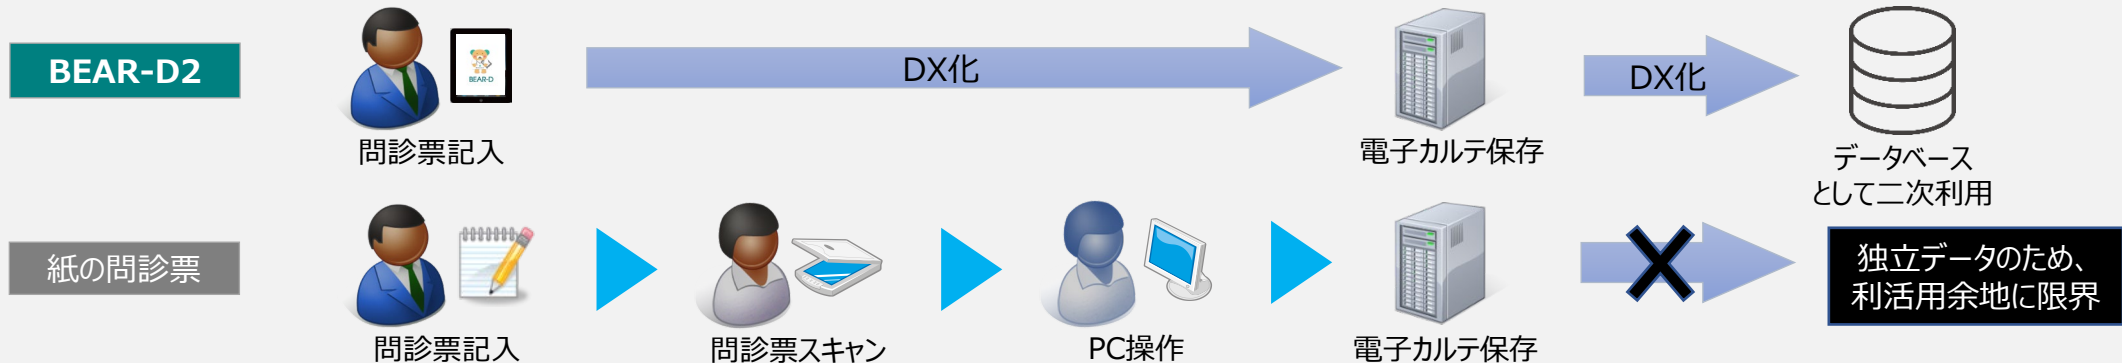 BEAR-D2
BEAR-D
DX化
DX化
問診票記入
電子カルテ保存
データベース
として二次利用
紙の問診票
独立データのため、
利活用余地に限界
問診票記入
問診票スキャン
PC操作
電子カルテ保存